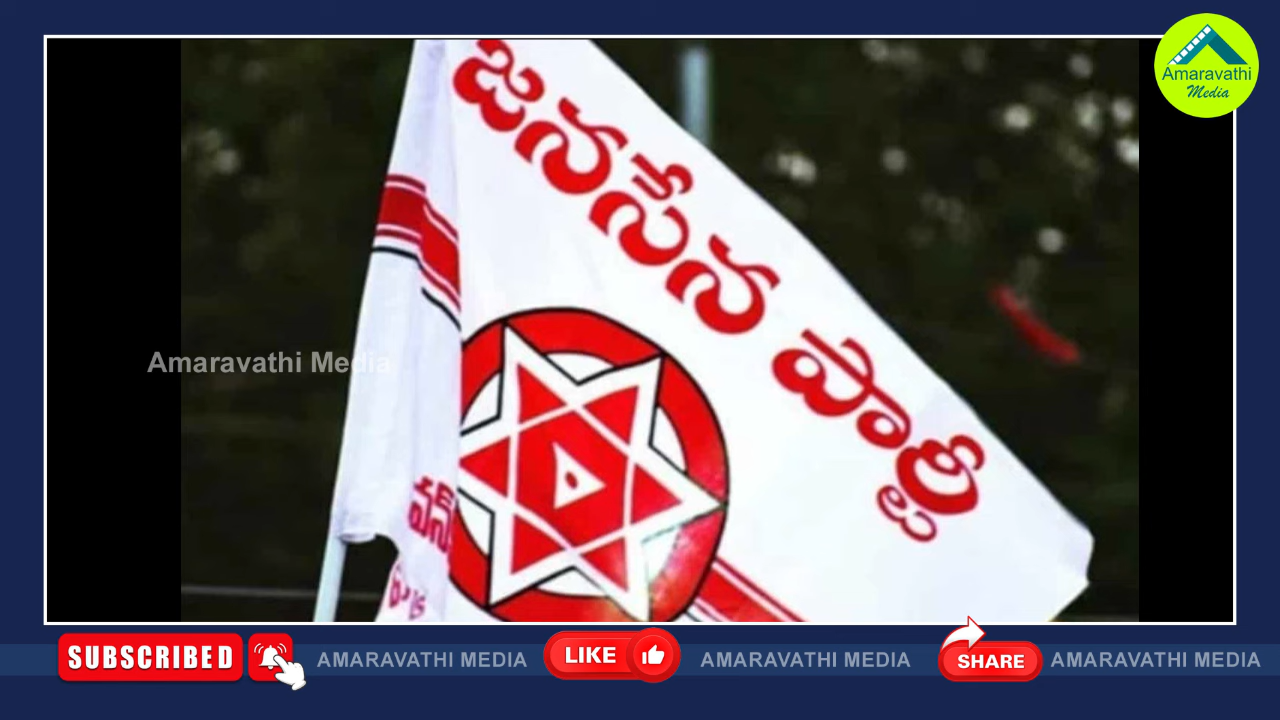 Amaravathi
Media
జనసేన పార్టీ
Amaravathi Media
SUBSCRIBED
AMARAVATHI MEDIA
LIKE
AMARAVATHI MEDIA
SHARE
AMARAVATHI MEDIA